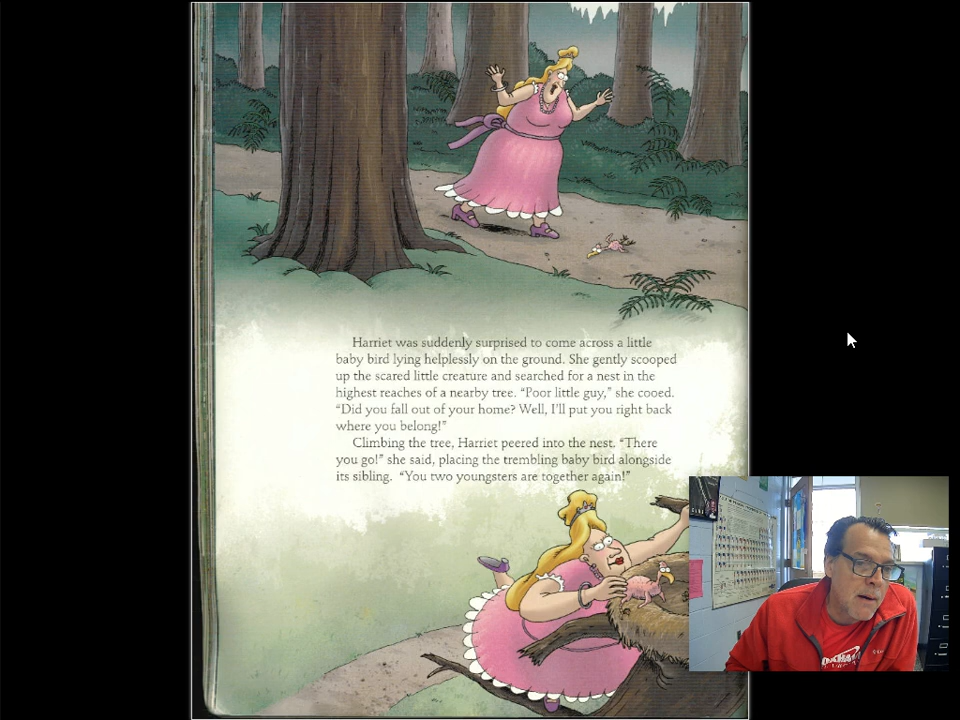 Harriet was suddenly surprised to come across a little
baby bird lying helplessly on the ground. She gently scooped
up the scared little creature and searched for a nest in the
highest reaches of a nearby tree. “Poor little guy,” she cooed.
“Did you fall out of your home? Well, I’ll put you right back
where you belong!”
Climbing the tree, Harriet peered into the nest. “There
you go!” she said, placing the trembling baby bird alongside
its sibling. “You two youngsters are together again!”